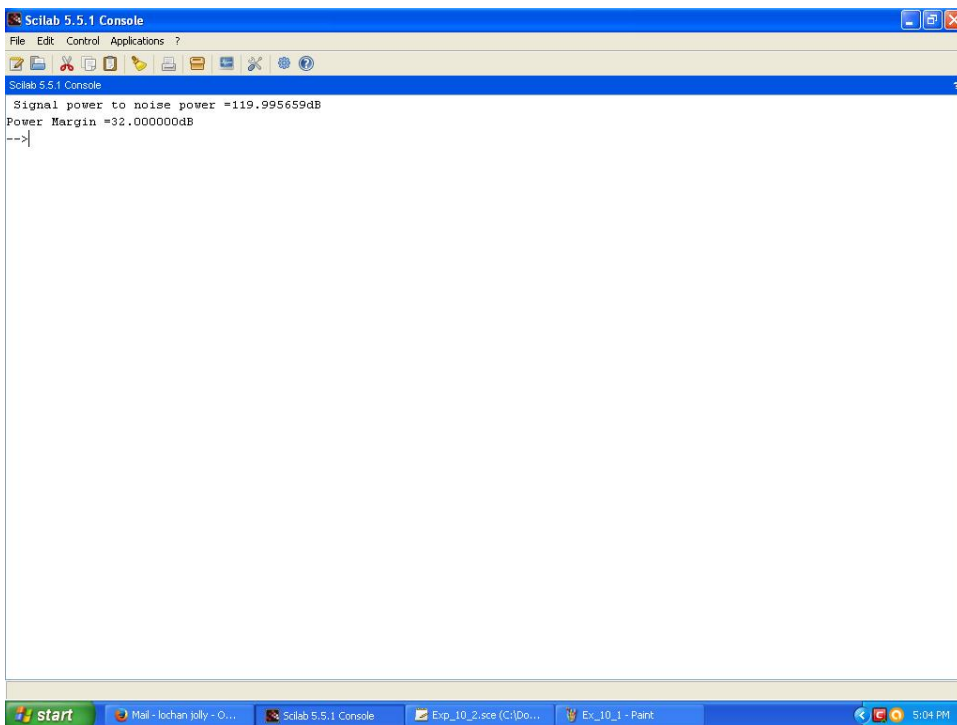 Scilab 5.5.1 Console
File Edit Control Applications ?
Scilab 5.5.1 Console ?
Signal power to noise power =119.995659dB
Power Margin =32.000000dB
-->
start Mail - lochan jolly - O... Scilab 5.5.1 Console Exp_10_2.sce (C:\Do... Ex_10_1 - Paint 5:04 PM